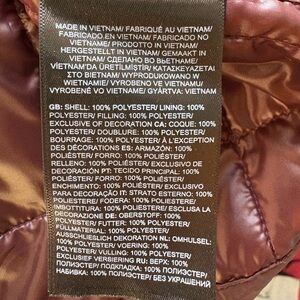 MADE IN VIETNAM/ FABRIQUÉ AU VIETNAM/
FABRICADO EN VIETNAM/ FABRICADO NO
VIETNAM/ PRODOTTO IN VIETNAM/
HERGESTELLT IN VIETNAM/ GEMAAKT IN
VIETNAM/ СДЕЛАНО ВО ВЬЕТНАМЕ/
VIETNAM'DA ÜRETİLMİŞTİR/ ΚΑΤΑΣΚΕΥΑΖΕΤΑΙ
ΣΤΟ ΒΙΕΤΝΑΜ/ WYPRODUKOWANO W
WIETNAMIE/ VYROBENO VE VIETNAMU/
VYROBENÉ VO VIETNAME/ GYÁRTÓ: VIETNAM
GB: SHELL: 100% POLYESTER/ LINING: 100%
POLYESTER/ FILLING: 100% POLYESTER/
EXCLUSIVE OF DECORATION CA: COQUE: 100%
POLYESTER/ DOUBLURE: 100% POLYESTER/
BOURRAGE: 100% POLYESTER/ À L'EXCEPTION
DES DÉCORATIONS ES: ARMAZÓN: 100%
POLIÉSTER/ FORRO: 100% POLIÉSTER/
RELLENO: 100% POLIÉSTER/ EXCLUSIVO DE
DECORACIÓN PT: TECIDO PRINCIPAL: 100%
POLIÉSTER/ FORRO: 100% POLIÉSTER/
ENCHIMENTO: 100% POLIÉSTER/ EXCLUSIVO
PARA DECORAÇÃO IT: STRATO ESTERNO: 100%
POLIESTERE/ FODERA: 100% POLIESTERE/
IMBOTTITURA: 100% POLIESTERE/ ESCLUSA LA
DECORAZIONE DE: OBERSTOFF: 100%
POLYESTER/ FUTTER: 100% POLYESTER/
FÜLLMATERIAL: 100% POLYESTER/
AUSSCHLIESSLICH DEKORATION NL: OMHULSEL:
100% POLYESTER/ VOERING: 100%
POLYESTER/ VULLING: 100% POLYESTER/
EXCLUSIEF VERSIERING RU: ВЕРХ: 100%
ПОЛИЭСТЕР/ ПОДКЛАДКА: 100% ПОЛИЭСТЕР/
НАБИВКА: 100% ПОЛИЭСТЕР/ БЕЗ УЧЕТА